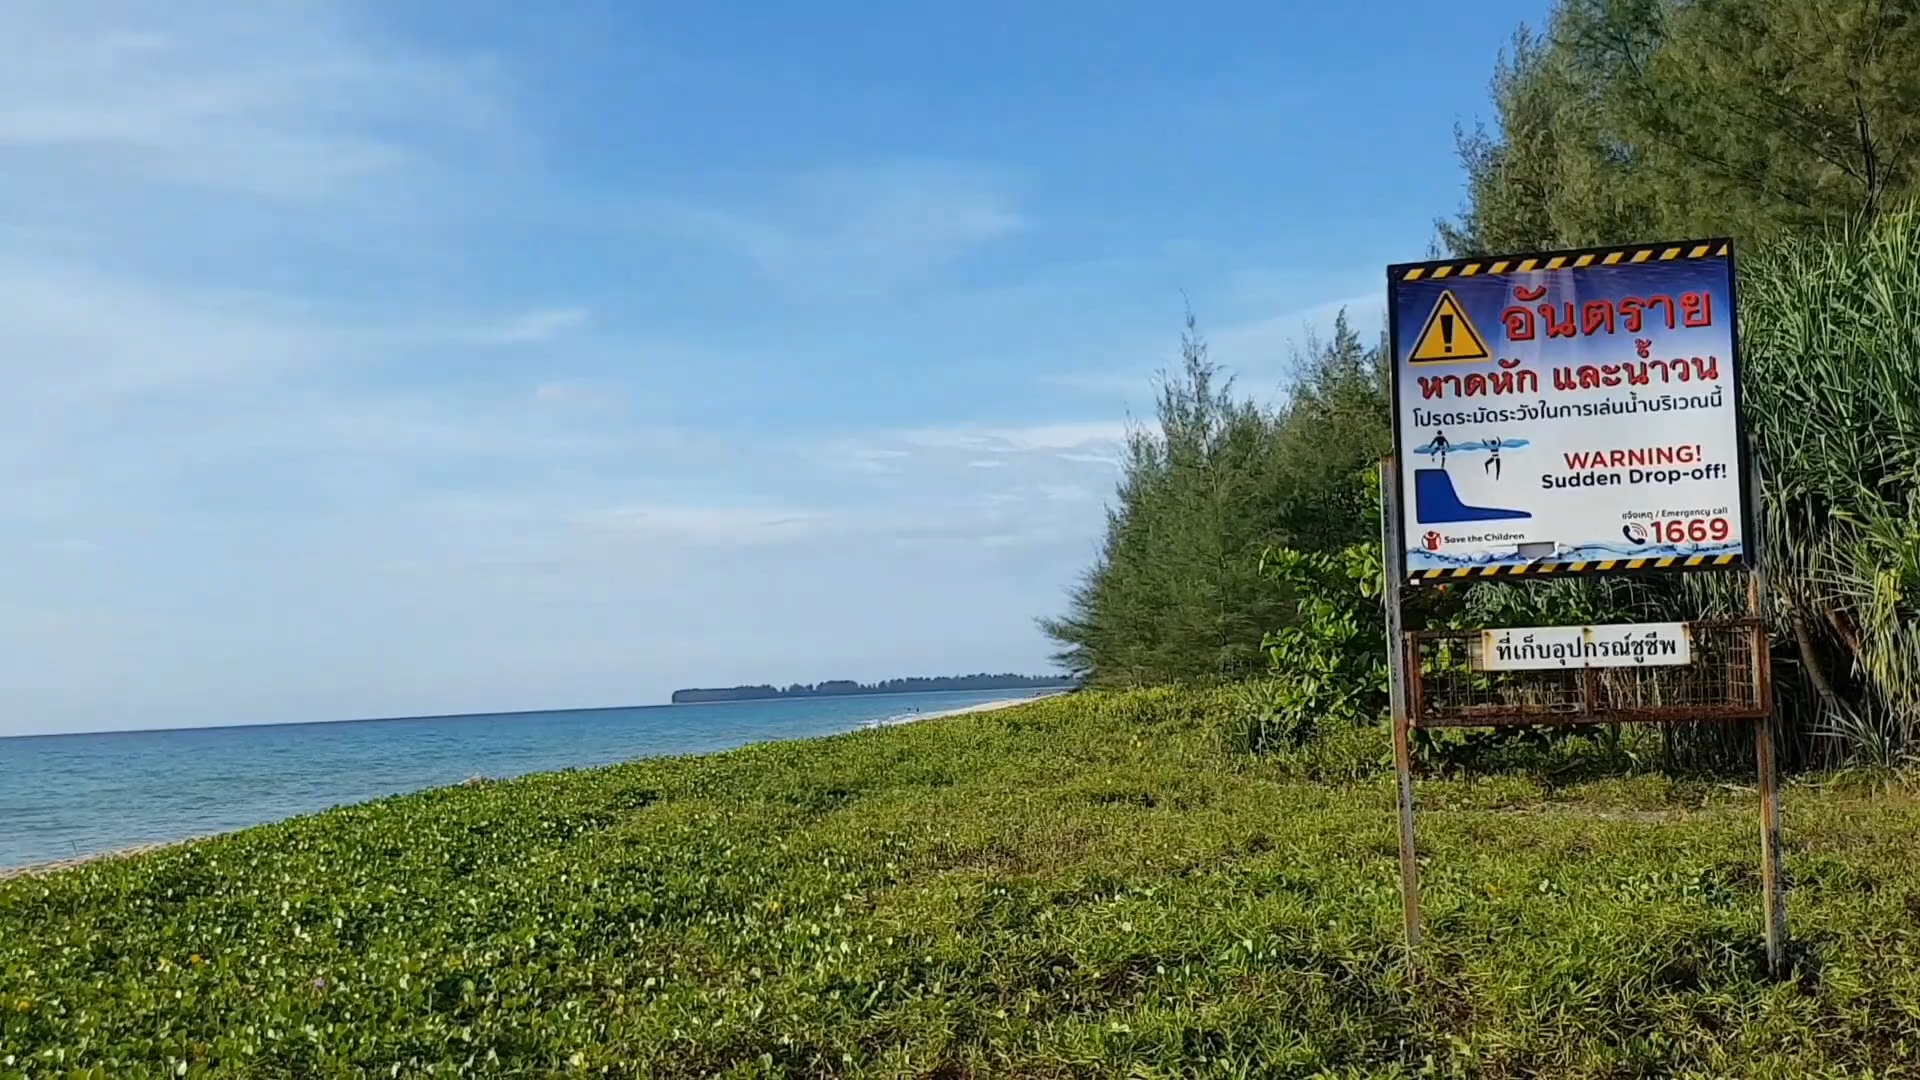 อันตราย
หาดหัก และน้ำวน
โปรดระมัดระวังในการเล่นน้ำบริเวณนี้
WARNING!
Sudden Drop-off!
แจ้งเหตุ / Emergency call
1669
Save the Children
ที่เก็บอุปกรณ์ชูชีพ